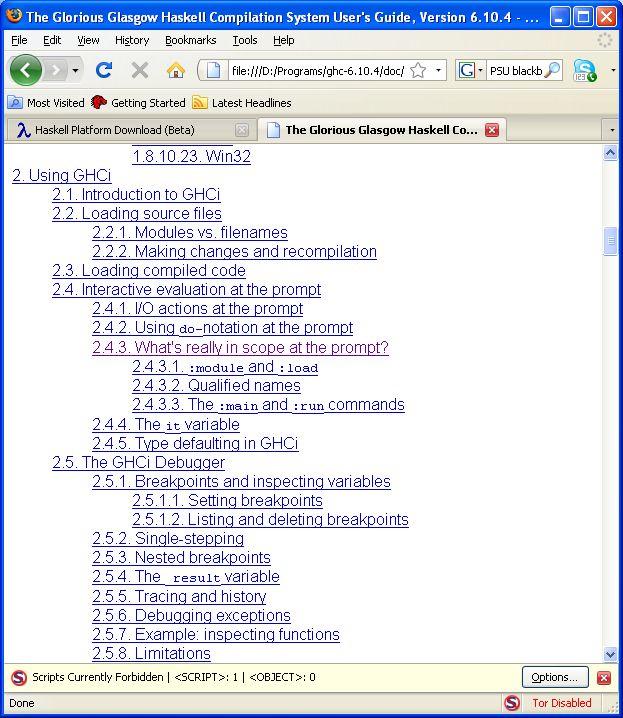 The Glorious Glasgow Haskell Compilation System User's Guide, Version 6.10.4 - ...
File Edit View History Bookmarks Tools Help
file:///D:/Programs/ghc-6.10.4/doc/ G PSU blackb 123
Most Visited Getting Started Latest Headlines
Haskell Platform Download (Beta) The Glorious Glasgow Haskell Co...
1.8.10.23. Win32
2. Using GHCi
2.1. Introduction to GHCi
2.2. Loading source files
2.2.1. Modules vs. filenames
2.2.2. Making changes and recompilation
2.3. Loading compiled code
2.4. Interactive evaluation at the prompt
2.4.1. I/O actions at the prompt
2.4.2. Using do-notation at the prompt
2.4.3. What's really in scope at the prompt?
2.4.3.1. :module and :load
2.4.3.2. Qualified names
2.4.3.3. The :main and :run commands
2.4.4. The it variable
2.4.5. Type defaulting in GHCi
2.5. The GHCi Debugger
2.5.1. Breakpoints and inspecting variables
2.5.1.1. Setting breakpoints
2.5.1.2. Listing and deleting breakpoints
2.5.2. Single-stepping
2.5.3. Nested breakpoints
2.5.4. The _result variable
2.5.5. Tracing and history
2.5.6. Debugging exceptions
2.5.7. Example: inspecting functions
2.5.8. Limitations
Scripts Currently Forbidden | <SCRIPT>: 1 | <OBJECT>: 0 Options...
Done Tor Disabled